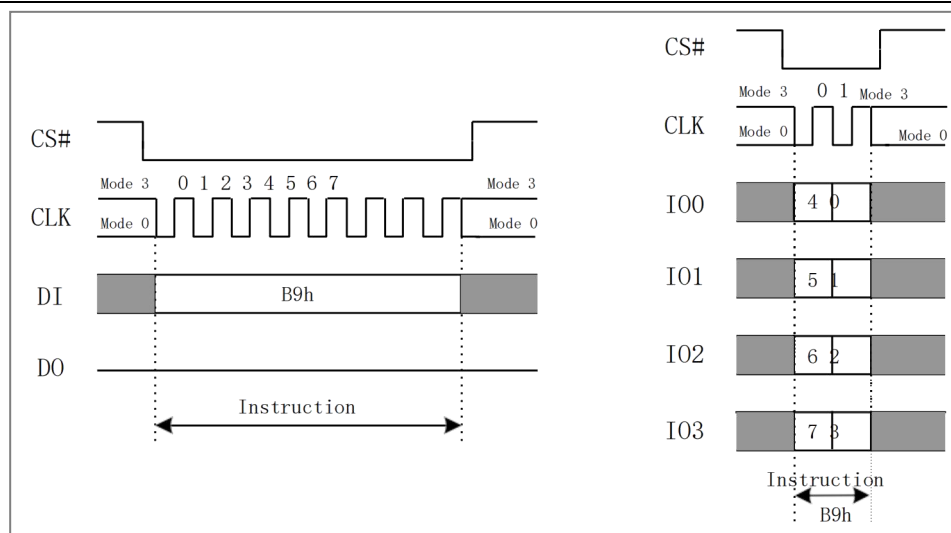 CS#
Mode 3 0 1 2 3 4 5 6 7 Mode 3
CLK
Mode 0 Mode 0
DI B9h
DO
Instruction
CS#
Mode 3 0 1 Mode 3
CLK
Mode 0 Mode 0
IO0 4 0
IO1 5 1
IO2 6 2
IO3 7 3
Instruction
B9h